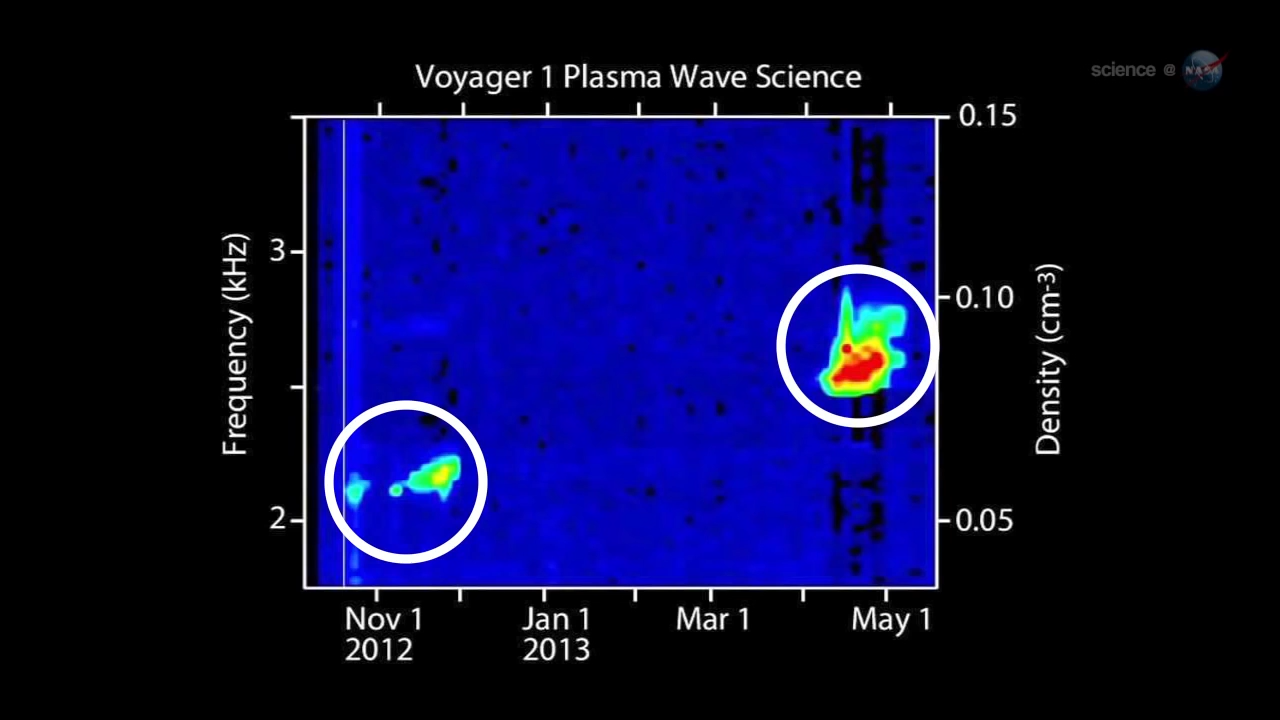 science @ NASA
Voyager 1 Plasma Wave Science
0.15
3
0.10
Frequency (kHz)
Density (cm-3)
2
0.05
Nov 1 Jan 1 Mar 1 May 1
2012 2013